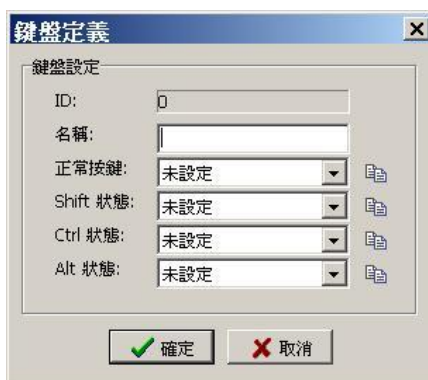 鍵盤定義
鍵盤設定
ID: 0
名稱:
正常按鍵: 未設定
Shift 狀態: 未設定
Ctrl 狀態: 未設定
Alt 狀態: 未設定
確定 取消